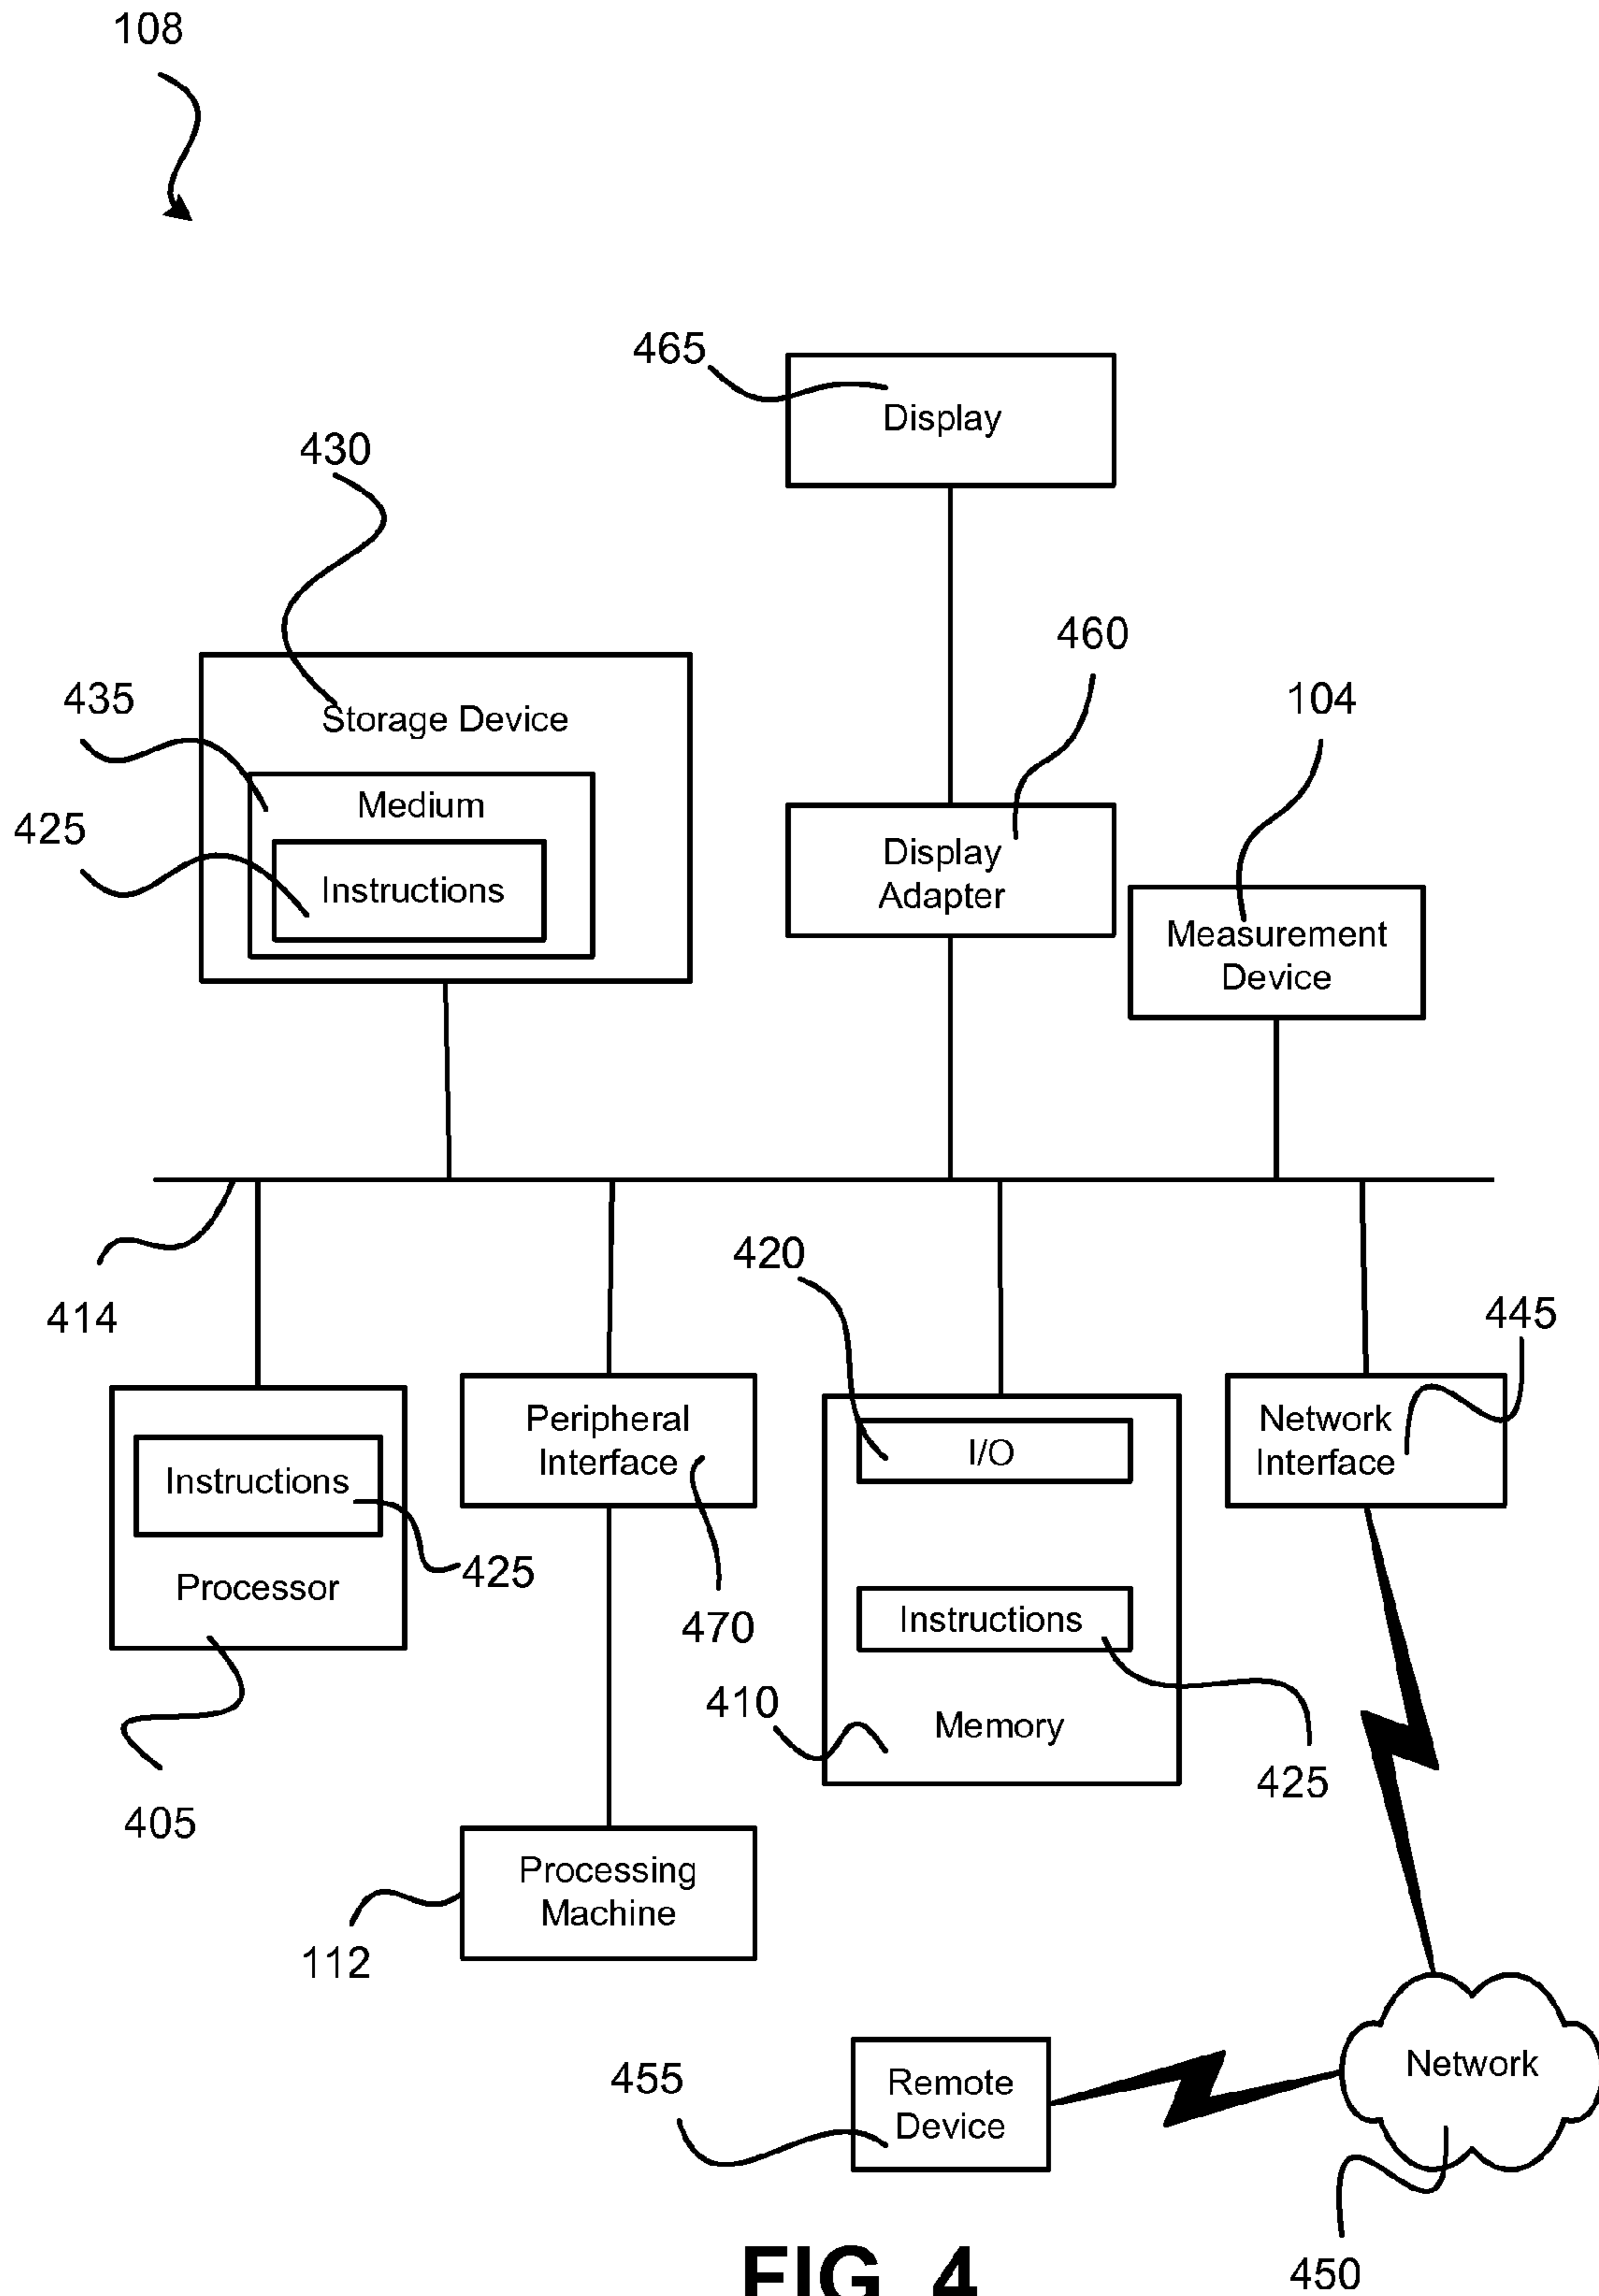 108
465
Display
430
460
435
Storage Device
104
Medium
425
Instructions
Display
Adapter
Measurement
Device
414
420
445
Peripheral
Interface
I/O
Network
Interface
Instructions
425
Processor
470
Instructions
410
Memory
425
405
Processing
Machine
112
455
Remote
Device
Network
450
FIG. 4